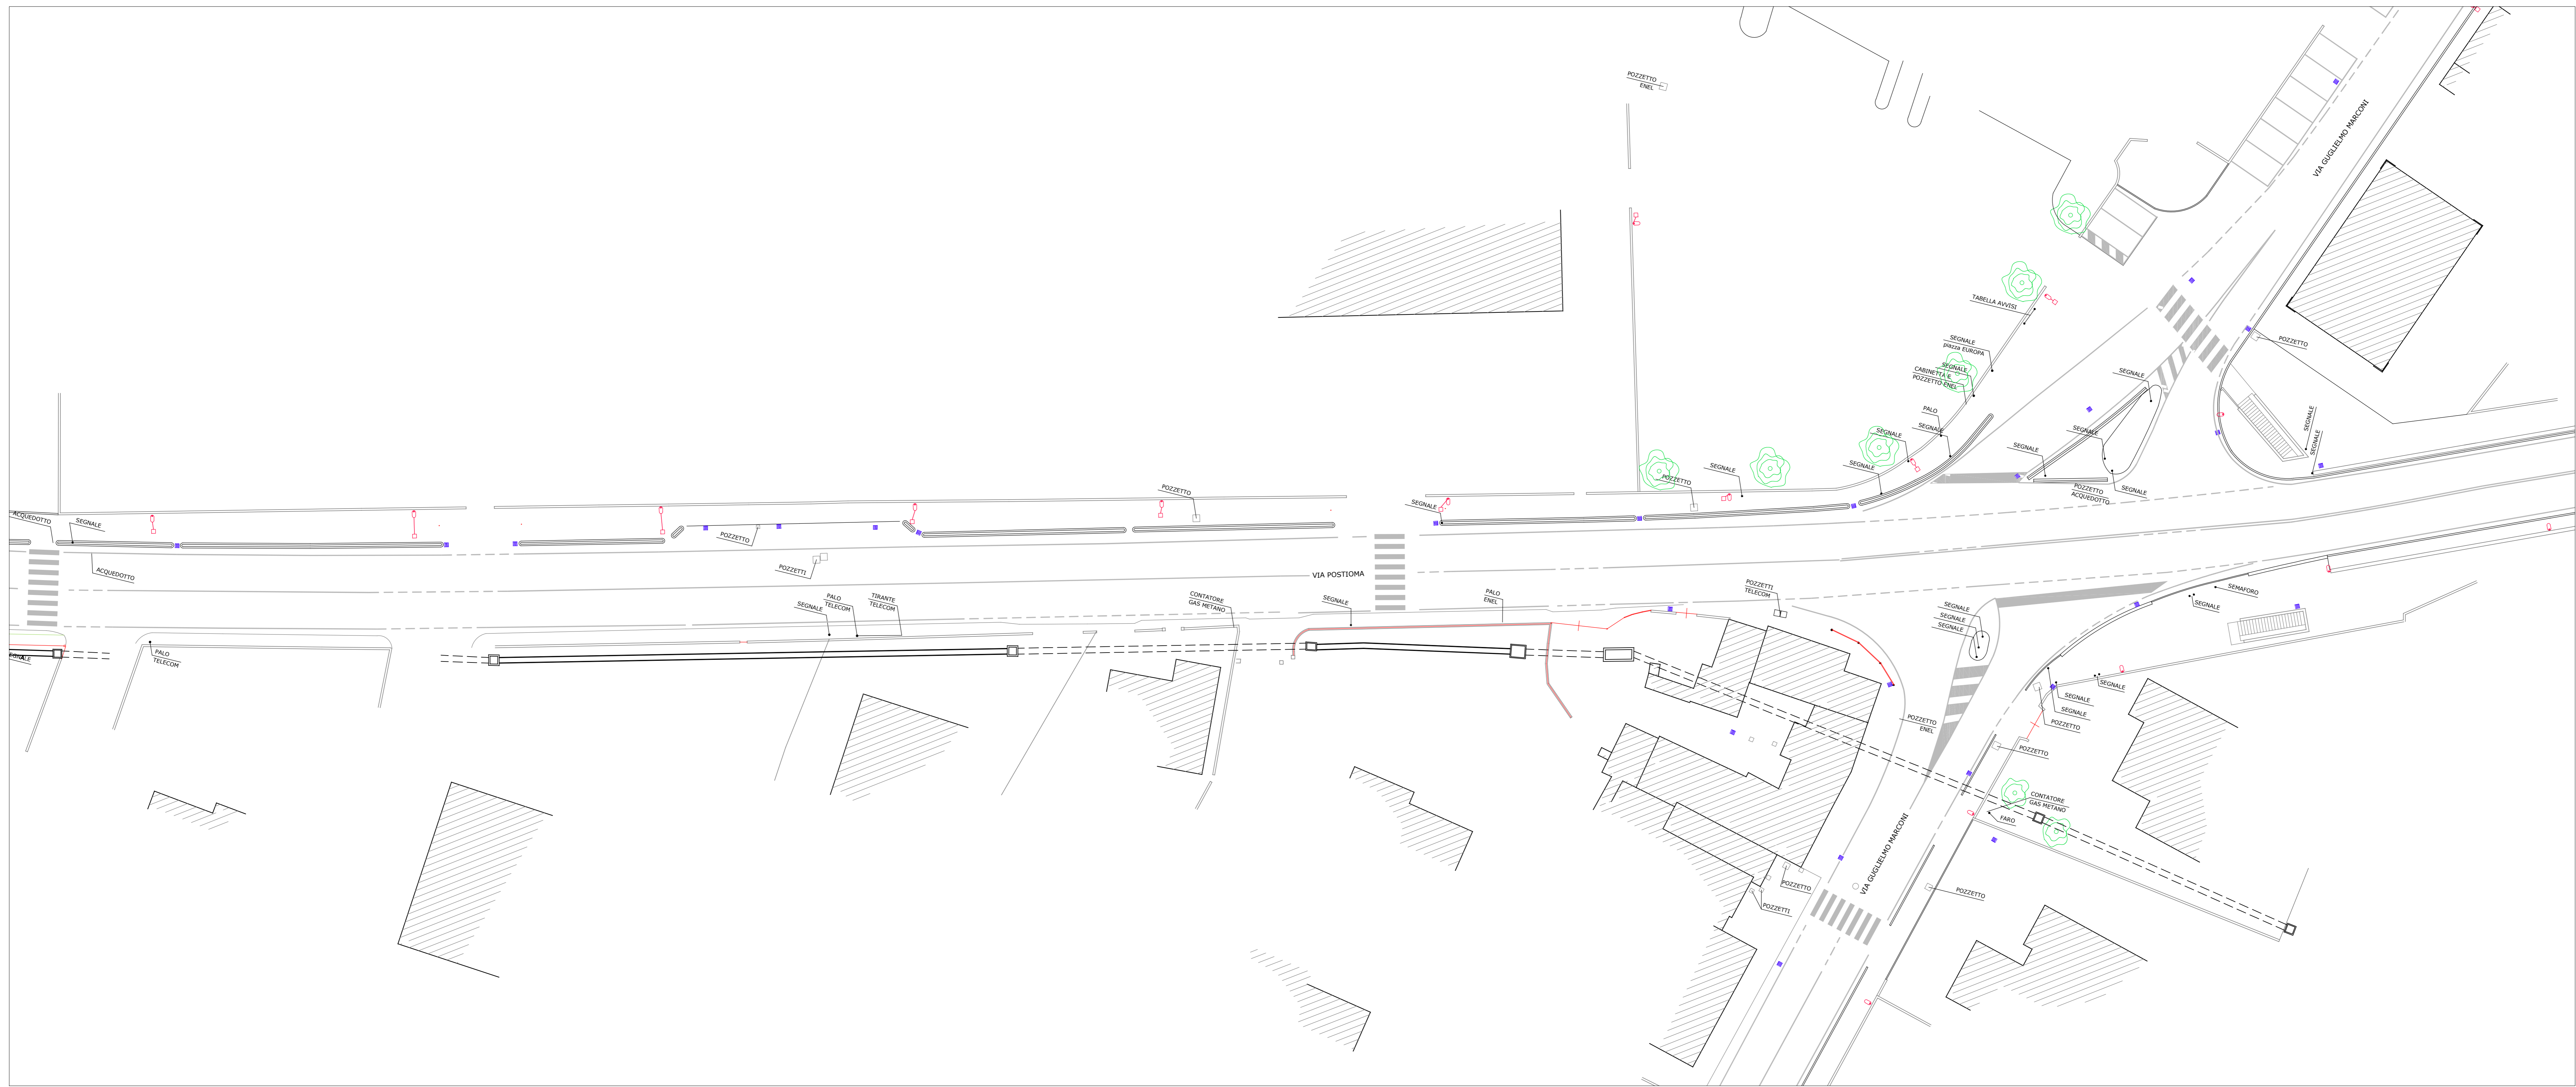 POZZETTO
ENEL
VIA GUGLIELMO MARCONI
TABELLA AVVISI
SEGNALE
piazza EUROPA
SEGNALE
CABINETTA E
POZZETTO ENEL
POZZETTO
SEGNALE
PALO
SEGNALE
SEGNALE
SEGNALE
SEGNALE
SEGNALE
SEGNALE
SEGNALE
SEGNALE
SEGNALE
POZZETTO
POZZETTO
ACQUEDOTTO
SEGNALE
POZZETTO
SEGNALE
ACQUEDOTTO
SEGNALE
POZZETTO
POZZETTI
ACQUEDOTTO
VIA POSTIOMA
PALO
TELECOM
SEGNALE
TIRANTE
TELECOM
CONTATORE
GAS METANO
SEGNALE
PALO
ENEL
POZZETTI
TELECOM
SEGNALE
SEGNALE
SEGNALE
SEMAFORO
SEGNALE
PALO
TELECOM
SEGNALE
SEGNALE
SEGNALE
POZZETTO
POZZETTO
ENEL
POZZETTO
CONTATORE
GAS METANO
FARO
VIA GUGLIELMO MARCONI
POZZETTO
POZZETTI
POZZETTO